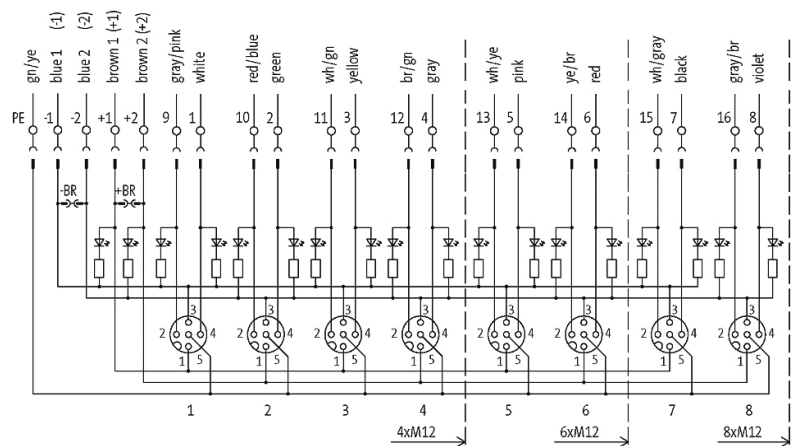 gn/ye
blue 1 (-1)
blue 2 (-2)
brown 1 (+1)
brown 2 (+2)
gray/pink
white
red/blue
green
wh/gn
yellow
br/gn
gray
wh/ye
pink
ye/br
red
wh/gray
black
gray/br
violet
PE -1 -2 +1 +2 9 1 10 2 11 3 12 4 13 5 14 6 15 7 16 8
-BR +BR
3 3 3 3 3 3 3 3
2 4 2 4 2 4 2 4 2 4 2 4 2 4 2 4
1 5 1 5 1 5 1 5 1 5 1 5 1 5 1 5
1 2 3 4 5 6 7 8
4xM12 6xM12 8xM12